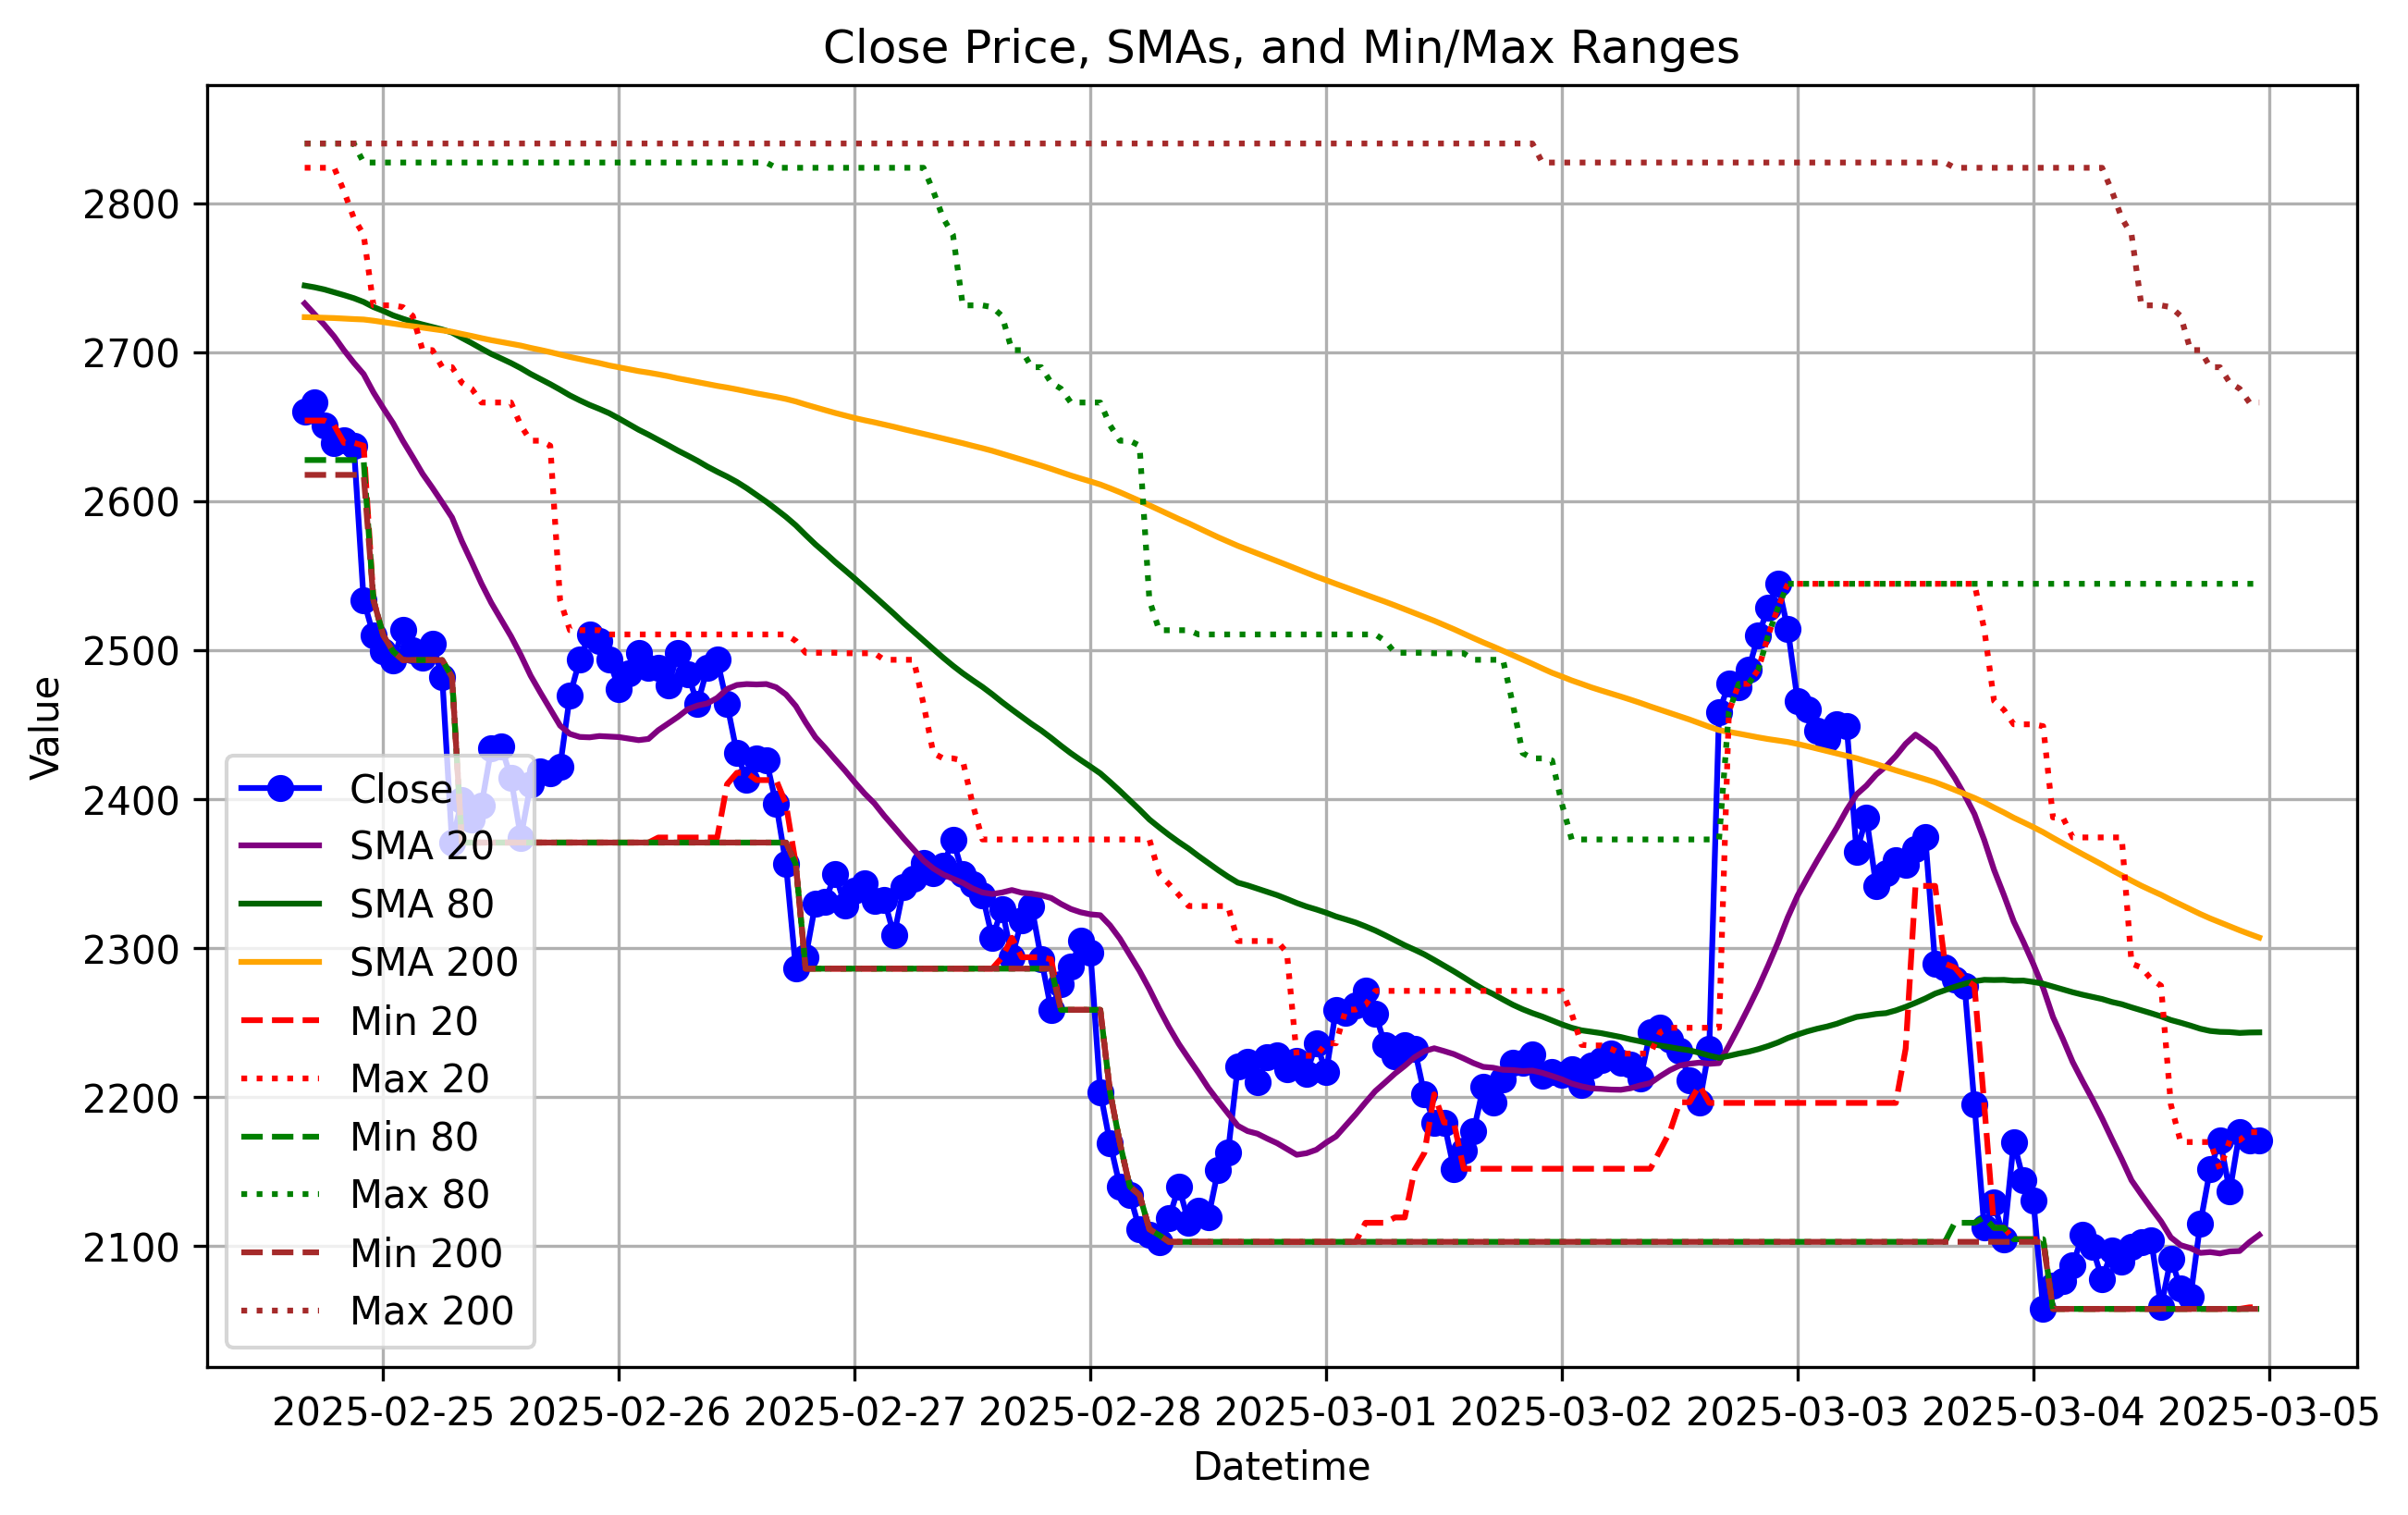 Close Price, SMAs, and Min/Max Ranges
Value
2800
2700
2600
2500
2400
2300
2200
2100
Close
SMA 20
SMA 80
SMA 200
Min 20
Max 20
Min 80
Max 80
Min 200
Max 200
2025-02-25 2025-02-26 2025-02-27 2025-02-28 2025-03-01 2025-03-02 2025-03-03 2025-03-04 2025-03-05
Datetime